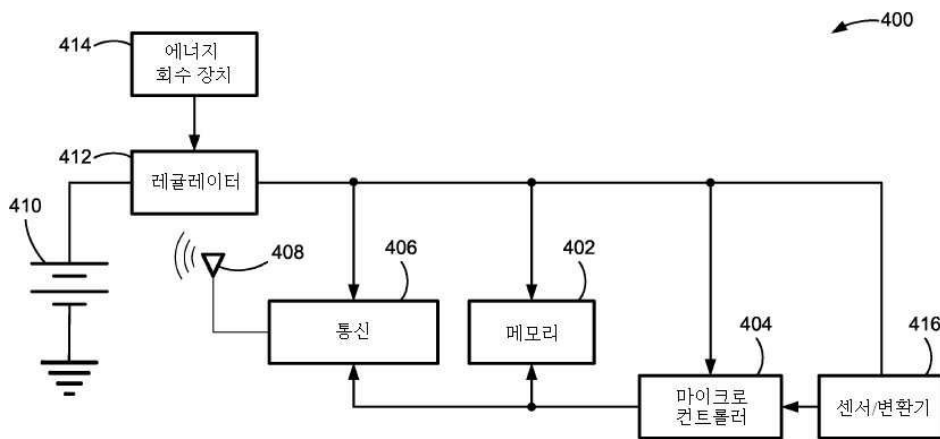 400
414
에너지
회수 장치
412
레귤레이터
410
408
406
402
통신
메모리
404
416
마이크로
컨트롤러
센서/변환기